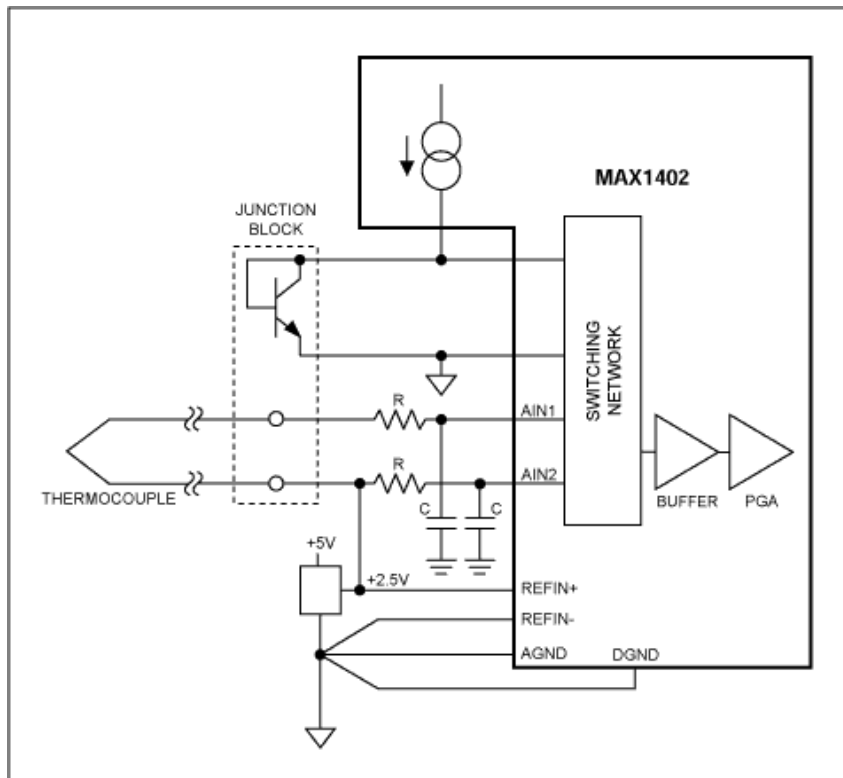 MAX1402
JUNCTION
BLOCK
SWITCHING
NETWORK
R
AIN1
R
AIN2
THERMOCOUPLE
C
C
BUFFER
PGA
+5V
+2.5V
REFIN+
REFIN-
AGND
DGND